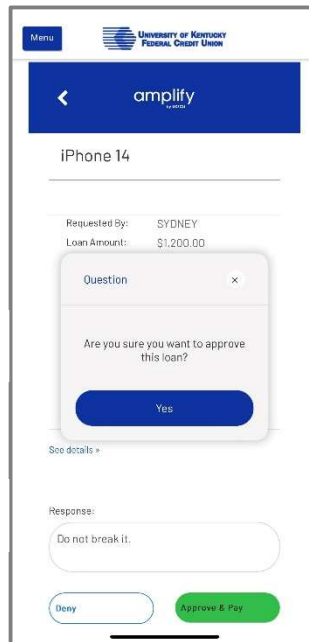 Menu
UNIVERSITY OF KENTUCKY
FEDERAL CREDIT UNION
amplify
iPhone 14
Requested By: SYDNEY
Loan Amount: $1,200.00
Question
Are you sure you want to approve
this loan?
Yes
See details »
Response:
Do not break it.
Deny
Approve & Pay